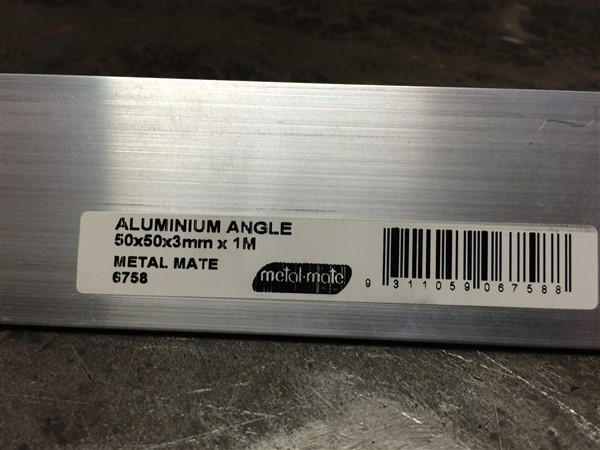 ALUMINIUM ANGLE
50x50x3mm x 1M
METAL MATE
6758
metal·mate
9 311059 067588